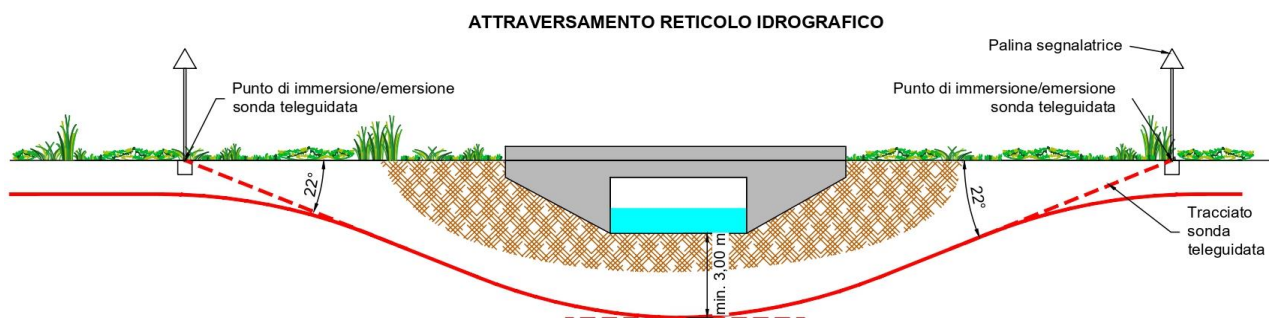 ATTRAVERSAMENTO RETICOLO IDROGRAFICO
Palina segnalatrice
Punto di immersione/emersione
sonda teleguidata
Punto di immersione/emersione
sonda teleguidata
22°
22°
Tracciato
sonda
teleguidata
min. 3,00 m